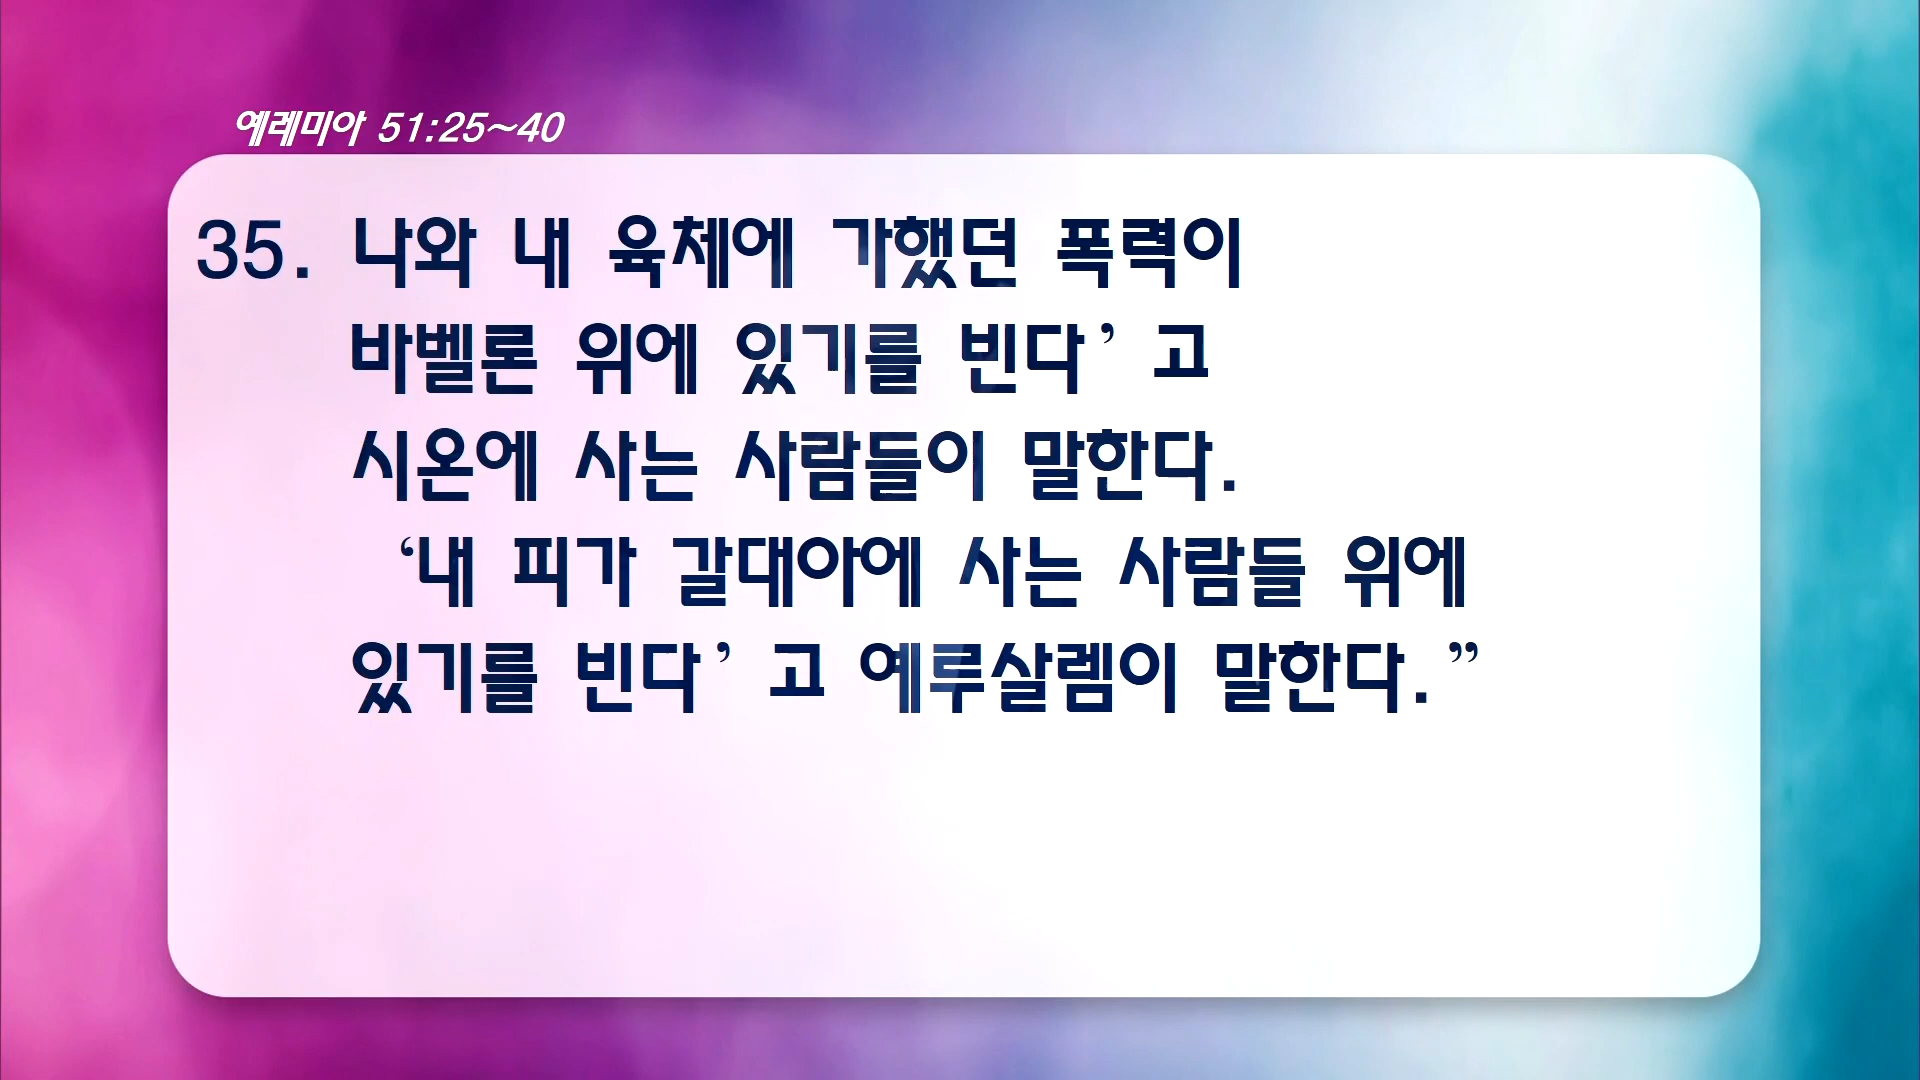 예레미아 51:25~40
35. 나와 내 육체에 가했던 폭력이
바벨론 위에 있기를 빈다’고
시온에 사는 사람들이 말한다.
‘내 피가 갈대아에 사는 사람들 위에
있기를 빈다’고 예루살렘이 말한다.”